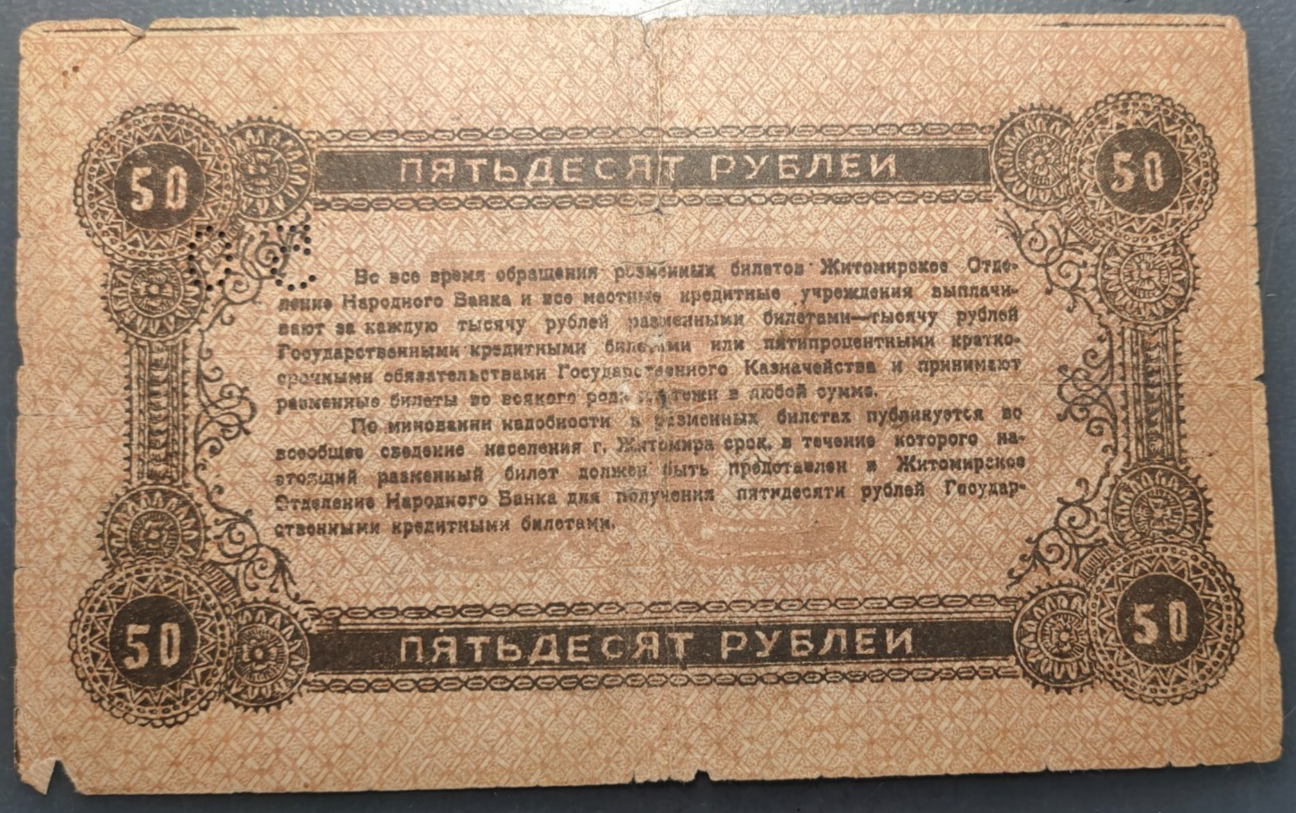 50 ПЯТЬДЕСЯТ РУБЛЕЙ 50
Во все время обращения разменных билетов Житомирское Отде-
ление Народного Банка и все местные кредитные учреждения выплачи-
вают за каждую тысячу рублей разменными билетами—тысячу рублей
Государственными кредитными билетами или пятипроцентными кратко-
срочными обязательствами Государственного Казначейства и принимают
разменные билеты во всякого рода платежи в любой сумме.
По миновании надобности в разменных билетах публикуется во
всеобщее сведение населения г. Житомира срок, в течение которого на-
стоящий разменный билет должен быть представлен в Житомирское
Отделение Народного Банка для получения пятидесяти рублей Государ-
ственными кредитными билетами.
50 ПЯТЬДЕСЯТ РУБЛЕЙ 50